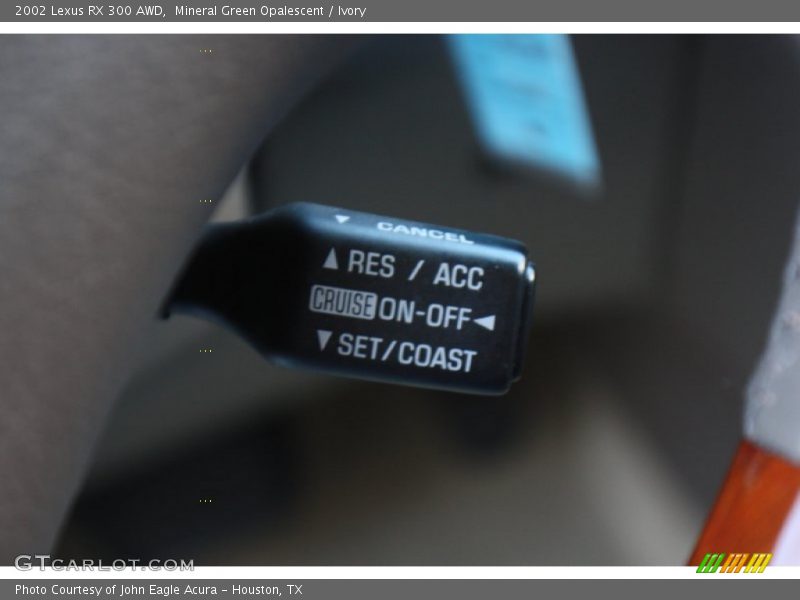 2002 Lexus RX 300 AWD,  Mineral Green Opalescent / Ivory
▼ CANCEL
▲ RES / ACC
CRUISE ON-OFF ◄
▼ SET/COAST
GTCARLOT.COM
Photo Courtesy of John Eagle Acura - Houston, TX